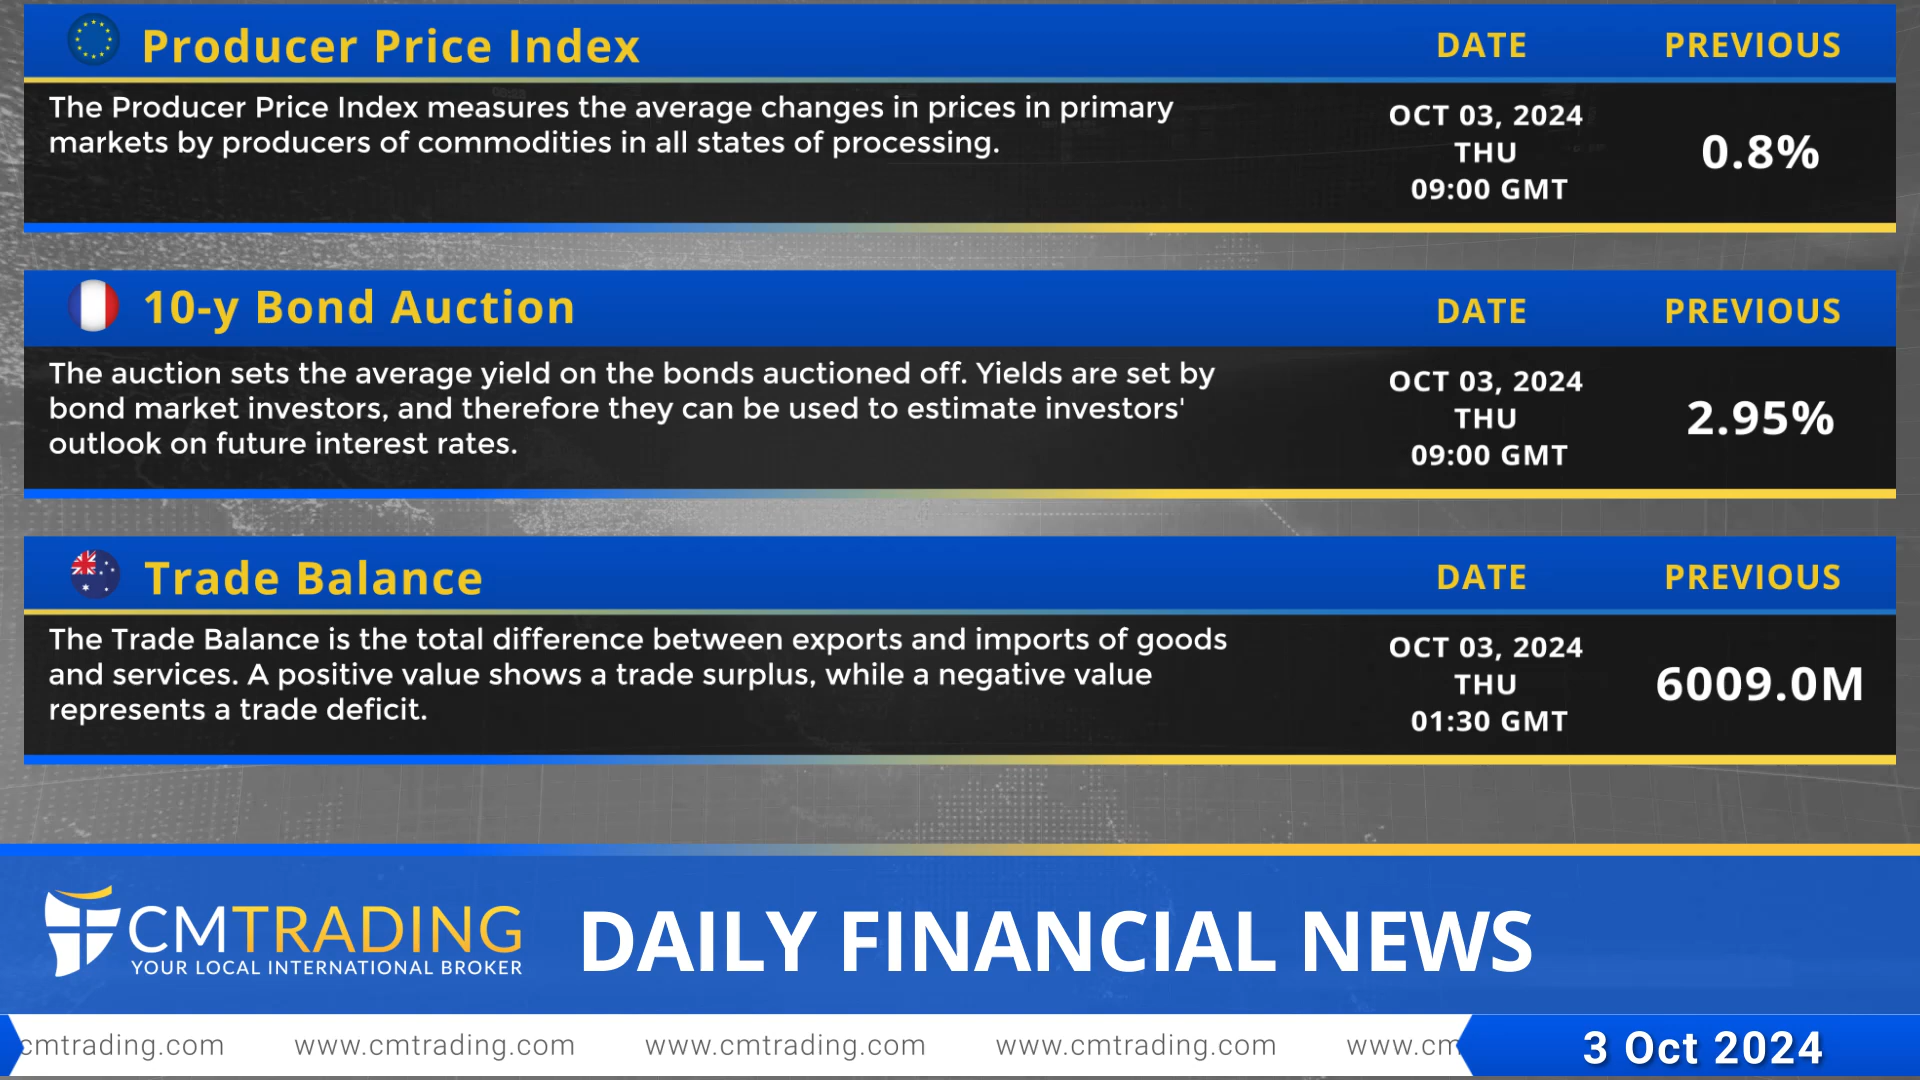 Producer Price Index
DATE
PREVIOUS
The Producer Price Index measures the average changes in prices in primary
markets by producers of commodities in all states of processing.
OCT 03, 2024
THU
09:00 GMT
0.8%
10-y Bond Auction
DATE
PREVIOUS
The auction sets the average yield on the bonds auctioned off. Yields are set by
bond market investors, and therefore they can be used to estimate investors'
outlook on future interest rates.
OCT 03, 2024
THU
09:00 GMT
2.95%
Trade Balance
DATE
PREVIOUS
The Trade Balance is the total difference between exports and imports of goods
and services. A positive value shows a trade surplus, while a negative value
represents a trade deficit.
OCT 03, 2024
THU
01:30 GMT
6009.0M
CMTRADING
YOUR LOCAL INTERNATIONAL BROKER
DAILY FINANCIAL NEWS
cmtrading.com www.cmtrading.com www.cmtrading.com www.cmtrading.com www.cm
3 Oct 2024